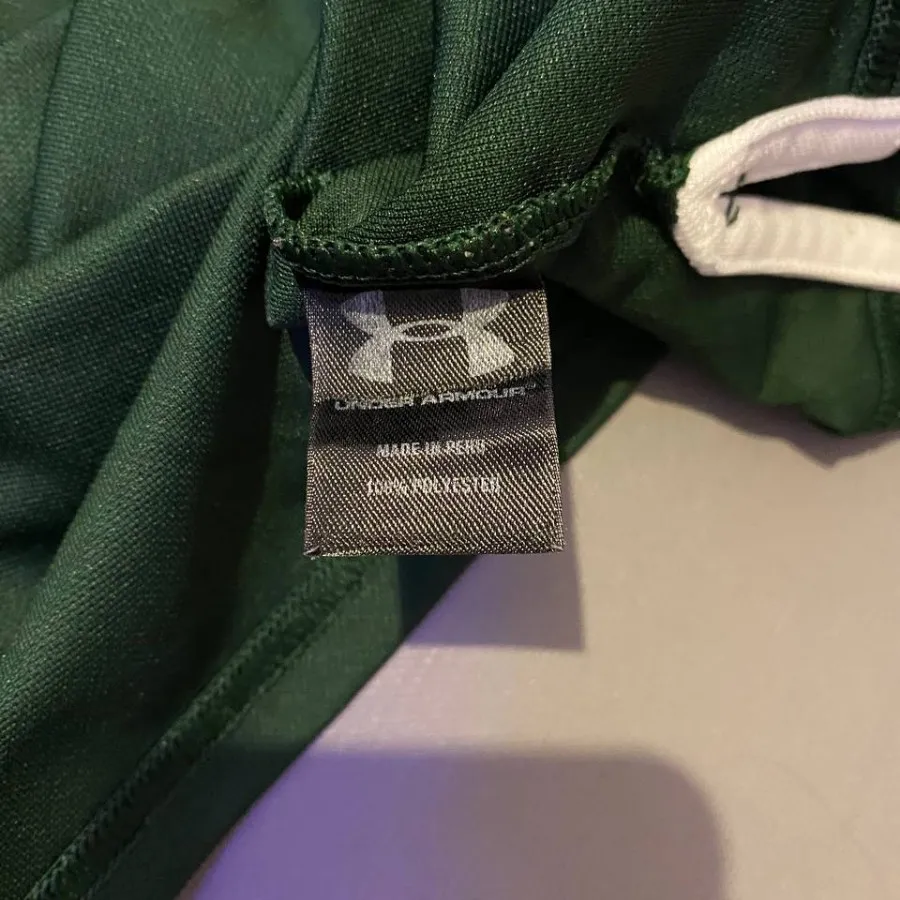 UNDER ARMOUR
MADE IN PERU
100% POLYESTER